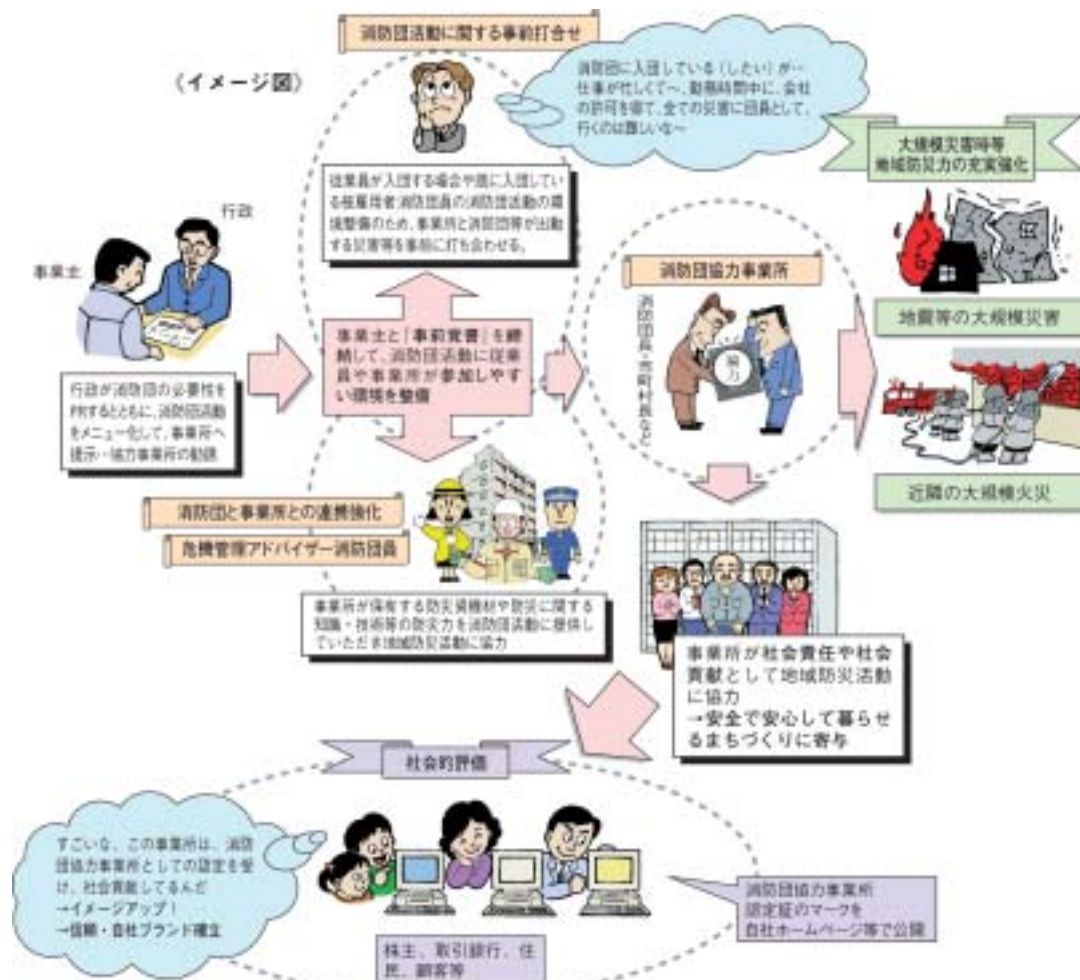 消防団活動に関する事前打合せ
〈イメージ図〉
消防団に入団している(したい)が…
仕事が忙しくて~、勤務時間中に、会社
の許可を得て、全ての災害に団員として、
行くのは難しいな~
大規模災害時等
地域防災力の充実強化
行政
事業主
従業員が入団する場合や既に入団してい
る被雇用者消防団員の消防団活動の環
境整備のため、事業所と消防団等が出動
する災害等を事前に打ち合わせる。
消防団協力事業所
消防団長・市町村長など
協力
地震等の大規模災害
事業主と「事前覚書」を締
結して、消防団活動に従業
員や事業所が参加しやす
い環境を整備
行政が消防団の必要性を
PRするとともに、消防団活動
をメニュー化して、事業所へ
提示…協力事業所の勧誘
近隣の大規模火災
消防団と事業所との連携強化
危機管理アドバイザー消防団員
事業所が保有する防災資機材や防災に関する
知識・技術等の防災力を消防団活動に提供し
ていただき地域防災活動に協力
事業所が社会責任や社会
貢献として地域防災活動
に協力
→安全で安心して暮らせ
るまちづくりに寄与
社会的評価
すごいな、この事業所は、消防
団協力事業所としての認定を受
け、社会貢献してるんだ
→イメージアップ!
→信頼・自社ブランド確立
消防団協力事業所
認定証のマークを
自社ホームページ等で公開
株主、取引銀行、住
民、顧客等